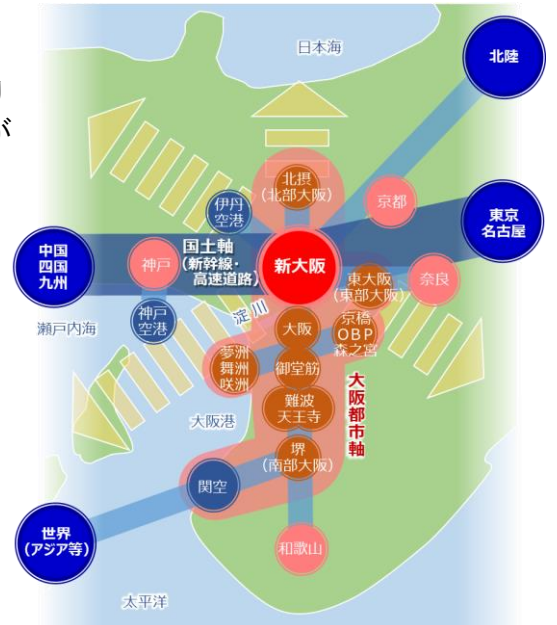 日本海
北陸
が
北摂
(北部大阪)
伊丹
空港
京都
東京
名古屋
中国
四国
九州
神戸
国土軸
(新幹線・
高速道路)
新大阪
東大阪
(東部大阪)
奈良
神戸
空港
淀川
瀬戸内海
大阪
京橋
OBP
森之宮
夢洲
舞洲
咲洲
御堂筋
大阪都市軸
大阪港
難波
天王寺
堺
(南部大阪)
関空
世界
(アジア等)
和歌山
太平洋